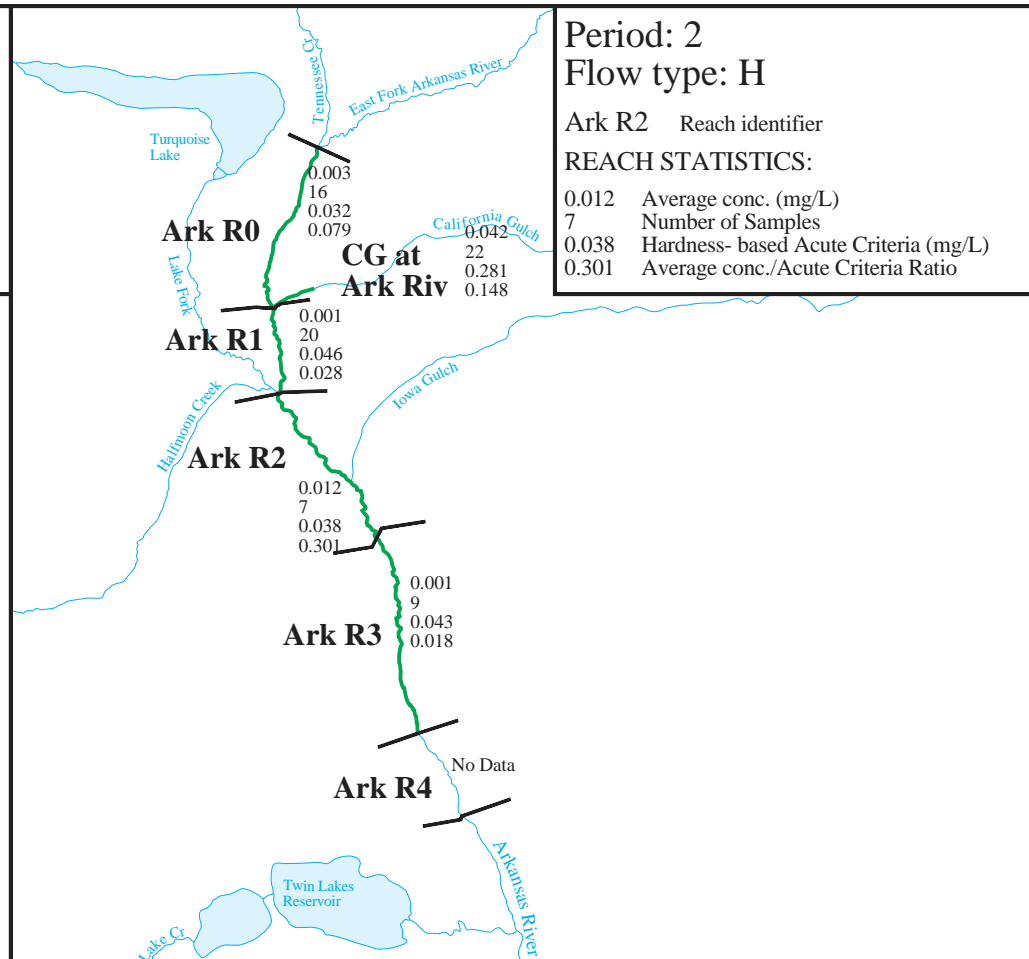 Period: 2
Flow type: H
Ark R2 Reach identifier
REACH STATISTICS:
0.012 Average conc. (mg/L)
7 Number of Samples
0.038 Hardness- based Acute Criteria (mg/L)
0.301 Average conc./Acute Criteria Ratio
Tennessee Cr
East Fork Arkansas River
Turquoise
Lake
0.003
16
0.032
0.079
Ark R0
California Gulch
CG at
Ark Riv
0.042
22
0.281
0.148
Lake Fork
Ark R1
0.001
20
0.046
0.028
Iowa Gulch
Halfmoon Creek
Ark R2
0.012
7
0.038
0.301
Ark R3
0.001
9
0.043
0.018
No Data
Ark R4
Arkansas River
Twin Lakes
Reservoir
Lake Cr